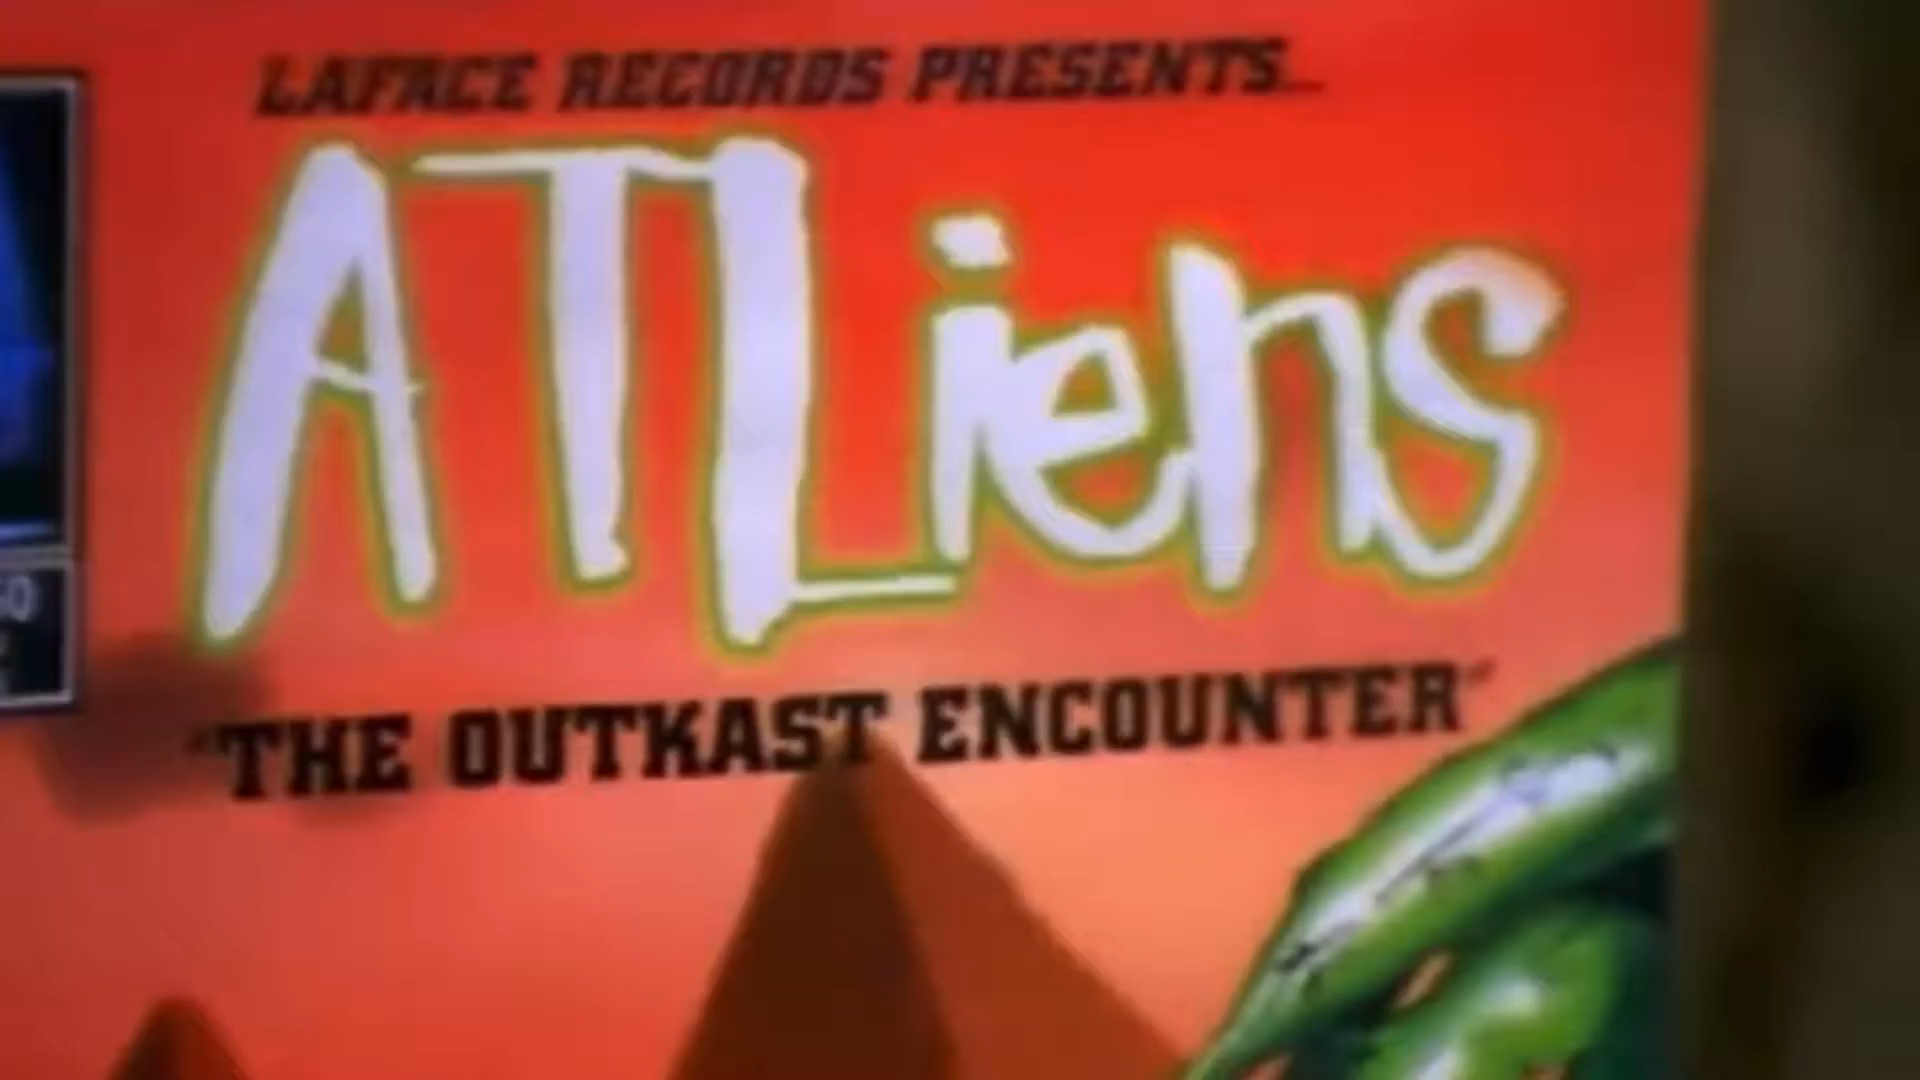 LAFACE RECORDS PRESENTS...
ATLiens
"THE OUTKAST ENCOUNTER"